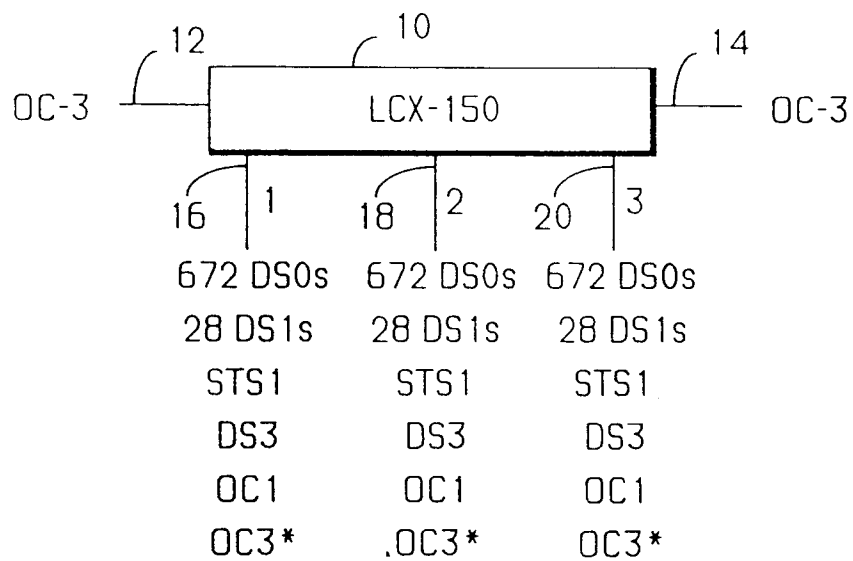 12 10 14
OC-3 LCX-150 OC-3
16 1 18 2 20 3
672 DS0s 672 DS0s 672 DS0s
28 DS1s 28 DS1s 28 DS1s
STS1 STS1 STS1
DS3 DS3 DS3
OC1 OC1 OC1
OC3* .OC3* OC3*